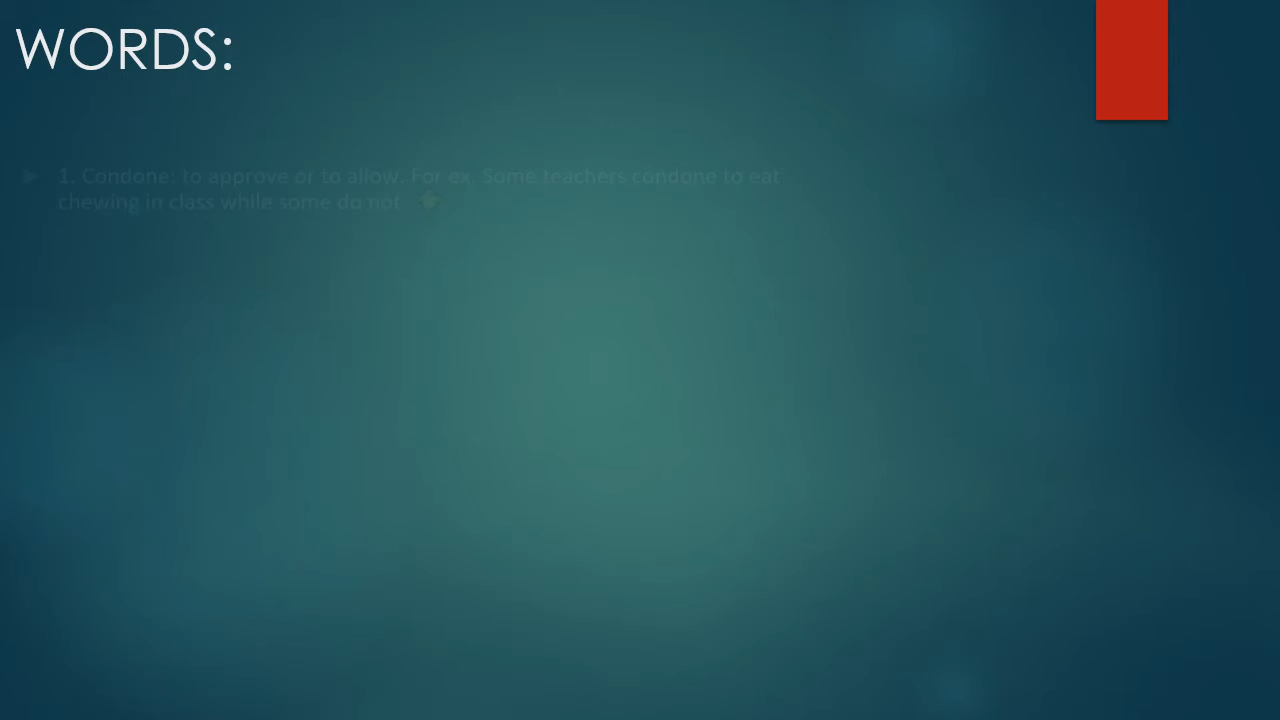 WORDS:
1. Condone: to approve or to allow. For ex. Some teachers condone to eat
chewing in class while some do not